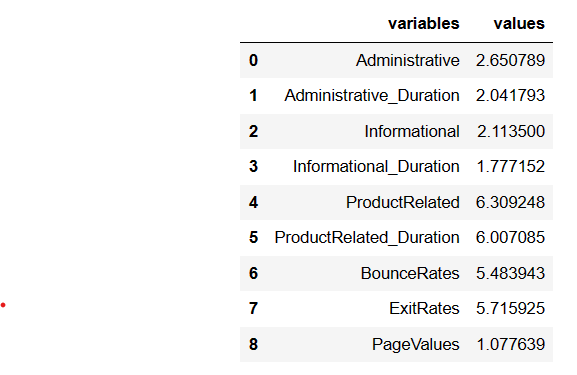 variables values
0 Administrative 2.650789
1 Administrative_Duration 2.041793
2 Informational 2.113500
3 Informational_Duration 1.777152
4 ProductRelated 6.309248
5 ProductRelated_Duration 6.007085
6 BounceRates 5.483943
7 ExitRates 5.715925
8 PageValues 1.077639